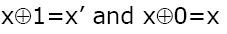 x⊕1=x′ and x⊕0=x